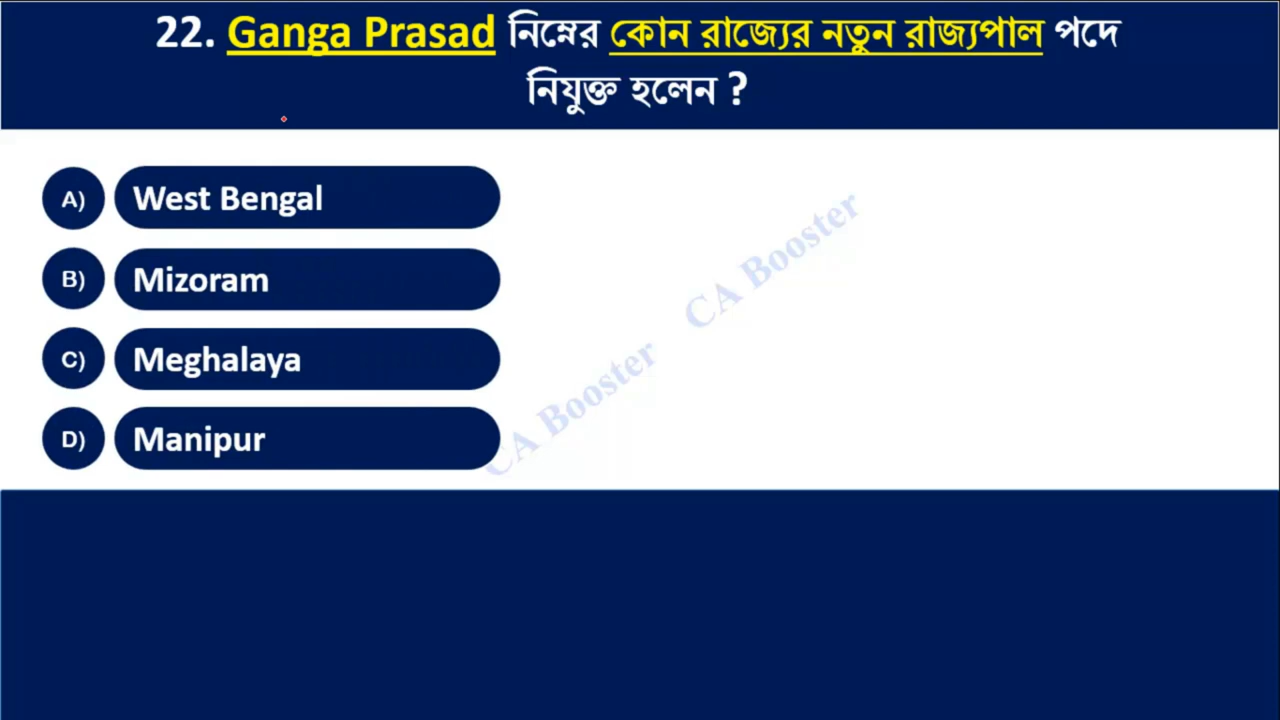 22. Ganga Prasad নিম্নের কোন রাজ্যের নতুন রাজ্যপাল পদে
নিযুক্ত হলেন ?
A) West Bengal
B) Mizoram
C) Meghalaya
D) Manipur
CA Booster
CA Booster